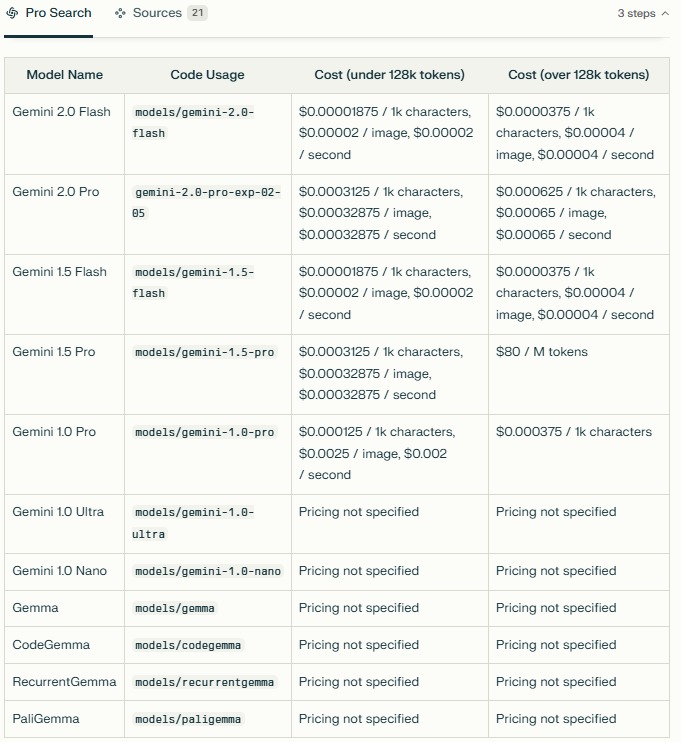 Pro Search
Sources 21
3 steps
Model Name
Code Usage
Cost (under 128k tokens)
Cost (over 128k tokens)
Gemini 2.0 Flash
models/gemini-2.0-
flash
$0.00001875 / 1k characters,
$0.00002 / image, $0.00002
/ second
$0.0000375 / 1k
characters, $0.00004 /
image, $0.00004 / second
Gemini 2.0 Pro
gemini-2.0-pro-exp-02-
05
$0.0003125 / 1k characters,
$0.00032875 / image,
$0.00032875 / second
$0.000625 / 1k characters,
$0.00065 / image,
$0.00065 / second
Gemini 1.5 Flash
models/gemini-1.5-
flash
$0.00001875 / 1k characters,
$0.00002 / image, $0.00002
/ second
$0.0000375 / 1k
characters, $0.00004 /
image, $0.00004 / second
Gemini 1.5 Pro
models/gemini-1.5-pro
$0.0003125 / 1k characters,
$0.00032875 / image,
$0.00032875 / second
$80 / M tokens
Gemini 1.0 Pro
models/gemini-1.0-pro
$0.000125 / 1k characters,
$0.0025 / image, $0.002
/ second
$0.000375 / 1k characters
Gemini 1.0 Ultra
models/gemini-1.0-
ultra
Pricing not specified
Pricing not specified
Gemini 1.0 Nano
models/gemini-1.0-nano
Pricing not specified
Pricing not specified
Gemma
models/gemma
Pricing not specified
Pricing not specified
CodeGemma
models/codegemma
Pricing not specified
Pricing not specified
RecurrentGemma
models/recurrentgemma
Pricing not specified
Pricing not specified
PaliGemma
models/paligemma
Pricing not specified
Pricing not specified